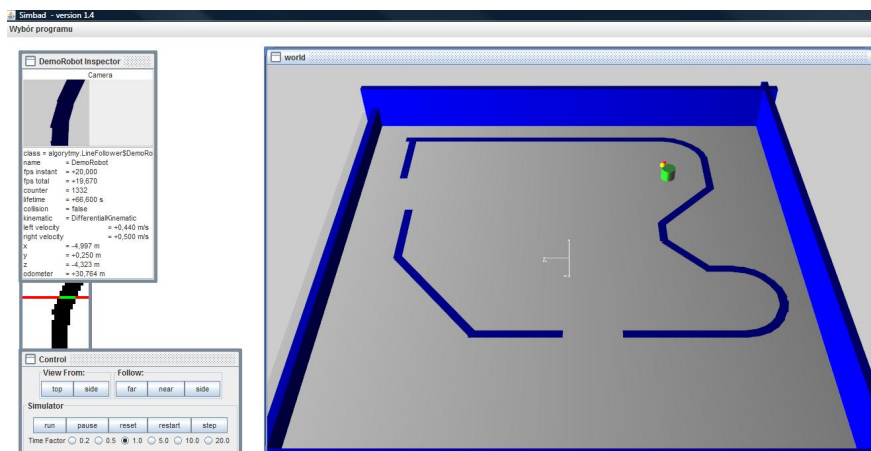 Simbad - version 1.4
Wybór programu
DemoRobot Inspector
Camera
class = algorytmy.LineFollower$DemoRo
name = DemoRobot
fps instant = +20,000
fps total = +19,670
counter = 1332
lifetime = +66,600 s
collision = false
kinematic = DifferentialKinematic
left velocity = +0,440 m/s
right velocity = +0,500 m/s
x = -4,997 m
y = +0,250 m
z = -4,323 m
odometer = +30,764 m
world
Control
View From: Follow:
top side far near side
Simulator
run pause reset restart step
Time Factor 0.2 0.5 1.0 5.0 10.0 20.0